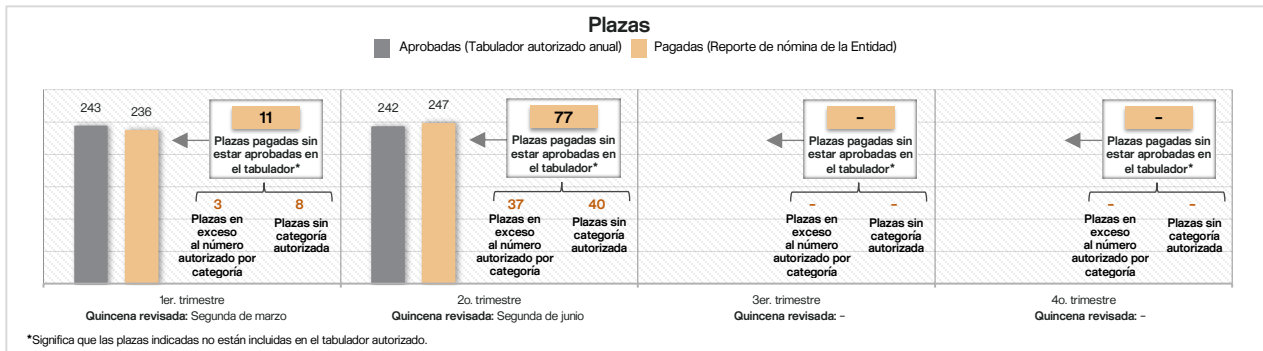 Plazas
Aprobadas (Tabulador autorizado anual)
Pagadas (Reporte de nómina de la Entidad)
243
236
11
Plazas pagadas sin
estar aprobadas en
el tabulador*
3
8
Plazas en
exceso
al número
autorizado por
categoría
Plazas sin
categoría
autorizada
1er. trimestre
Quincena revisada: Segunda de marzo
242
247
77
Plazas pagadas sin
estar aprobadas en
el tabulador*
37
40
Plazas en
exceso
al número
autorizado por
categoría
Plazas sin
categoría
autorizada
2o. trimestre
Quincena revisada: Segunda de junio
-
Plazas pagadas sin
estar aprobadas en
el tabulador*
-
-
Plazas en
exceso
al número
autorizado por
categoría
Plazas sin
categoría
autorizada
3er. trimestre
Quincena revisada: -
-
Plazas pagadas sin
estar aprobadas en
el tabulador*
-
-
Plazas en
exceso
al número
autorizado por
categoría
Plazas sin
categoría
autorizada
4o. trimestre
Quincena revisada: -
*Significa que las plazas indicadas no están incluidas en el tabulador autorizado.